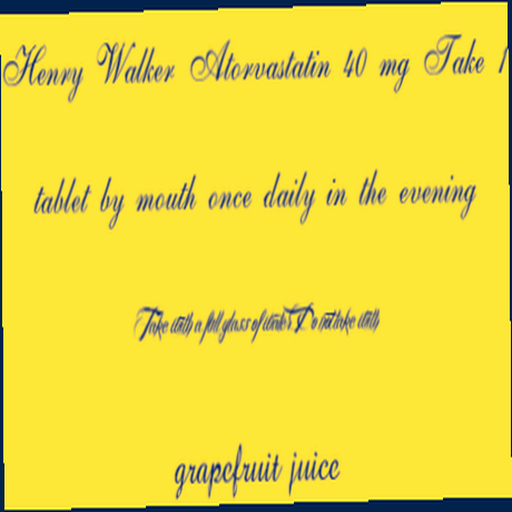 Henry Walker Atorvastatin 40 mg Take 1
tablet by mouth once daily in the evening
Take with a full glass of water Do not take with
grapefruit juice